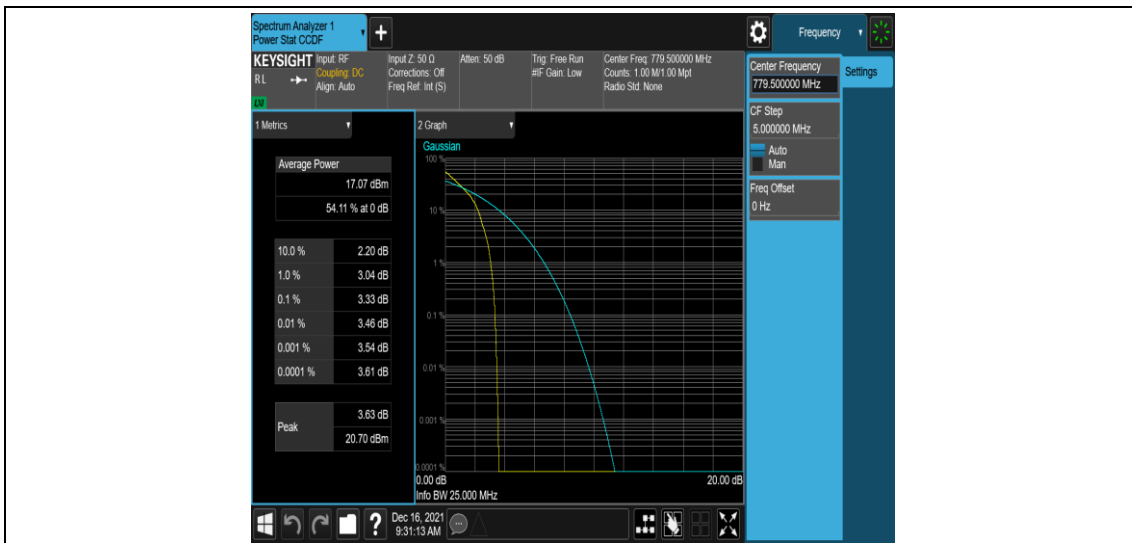 Spectrum Analyzer 1
Power Stat CCDF
+
Frequency
KEYSIGHT
RL
LXI
Input: RF
Coupling: DC
Align: Auto
Input Z: 50 Ω
Corrections: Off
Freq Ref: Int (S)
Atten: 50 dB
Trig: Free Run
#IF Gain: Low
Center Freq: 779.500000 MHz
Counts: 1.00 M/1.00 Mpt
Radio Std: None
Center Frequency
779.500000 MHz
Settings
CF Step
5.000000 MHz
Auto
Man
Freq Offset
0 Hz
1 Metrics
Average Power
17.07 dBm
54.11 % at 0 dB
10.0 % 2.20 dB
1.0 % 3.04 dB
0.1 % 3.33 dB
0.01 % 3.46 dB
0.001 % 3.54 dB
0.0001 % 3.61 dB
Peak
3.63 dB
20.70 dBm
2 Graph
Gaussian
100 %
10 %
1 %
0.1 %
0.01 %
0.001 %
0.0001 %
0.00 dB 20.00 dB
Info BW 25.000 MHz
?
Dec 16, 2021
9:31:13 AM